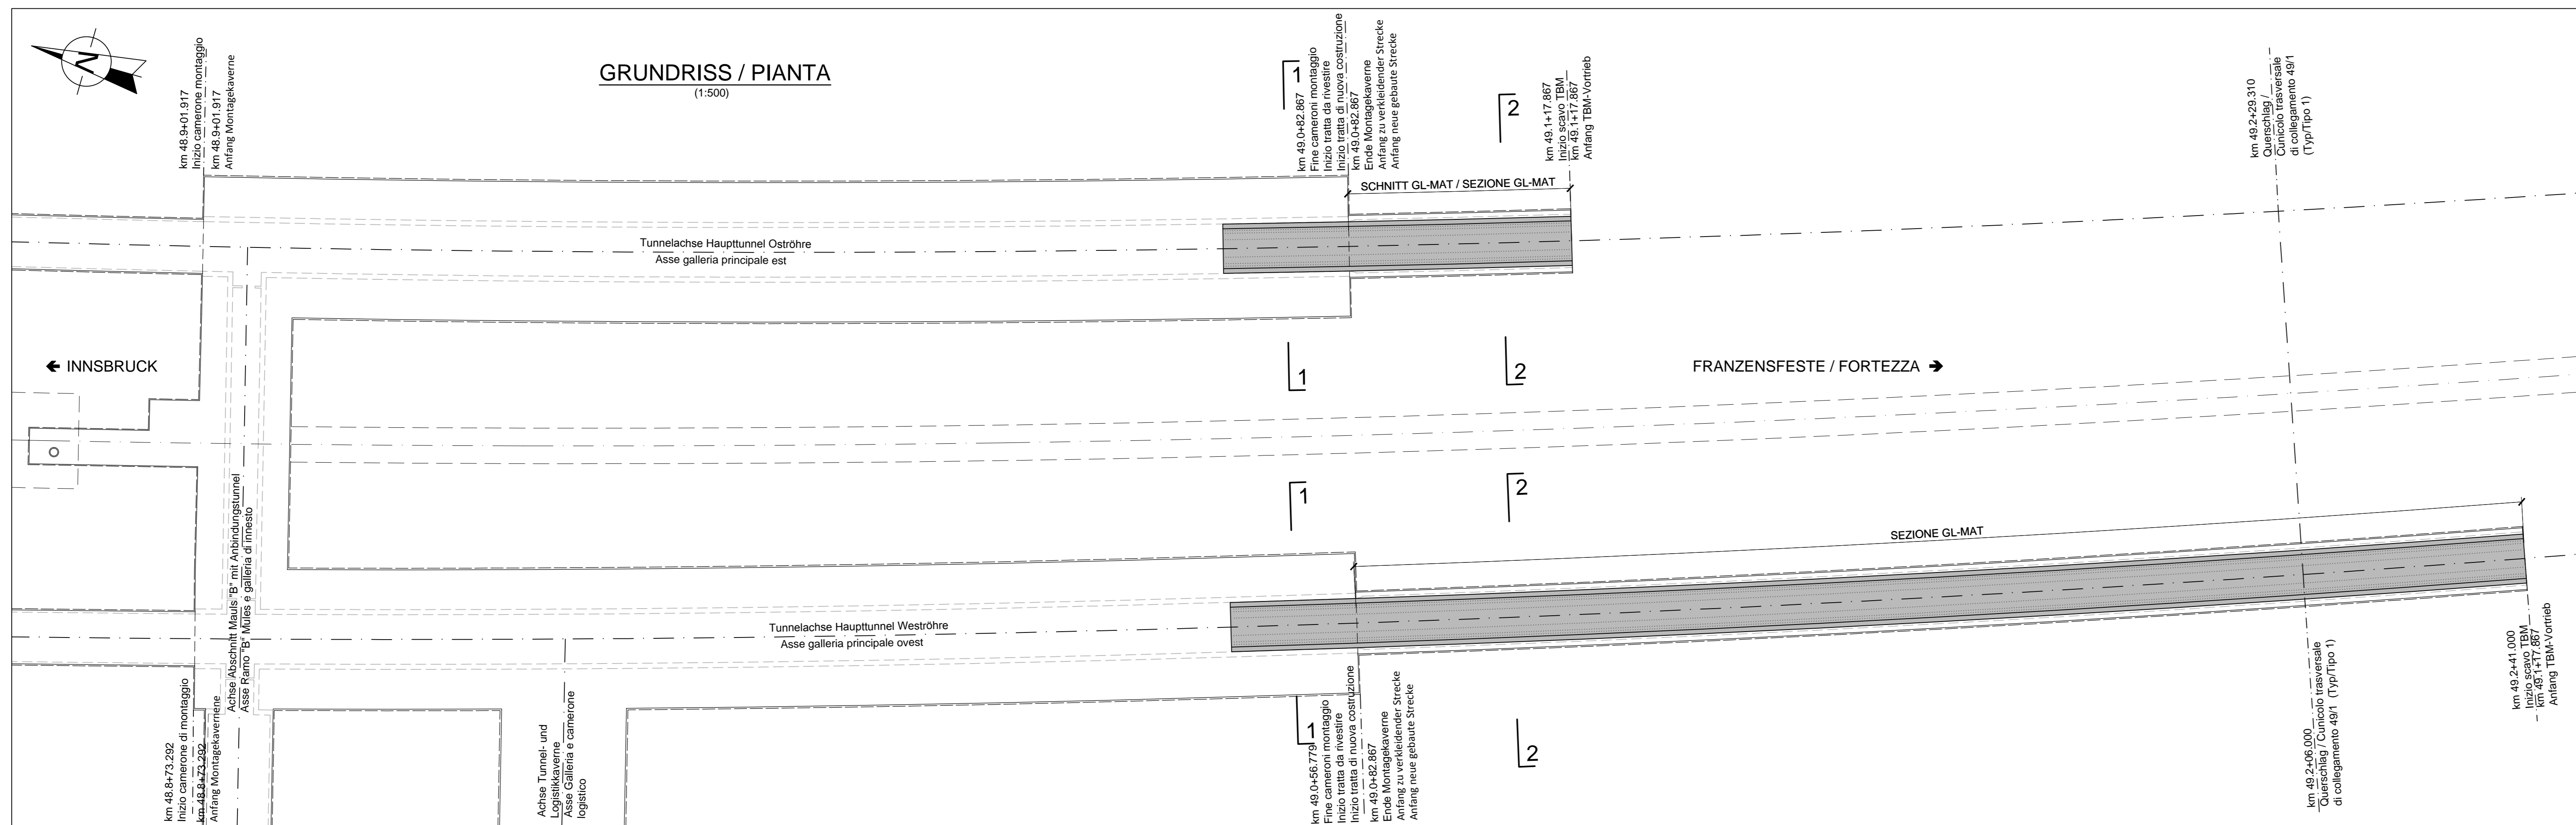 N
GRUNDRISS / PIANTA
(1:500)
km 48.9+01.917
Inizio camerone montaggio
km 48.9+01.917
Anfang Montagekaverne
1
km 49.0+82.867
Fine cameroni montaggio
Inizio tratta da rivestire
Inizio tratta di nuova costruzione
km 49.0+82.867
Ende Montagekaverne
Anfang zu verkleidender Strecke
Anfang neue gebaute Strecke
2
km 49.1+17.867
Inizio scavo TBM
km 49.1+17.867
Anfang TBM-Vortrieb
km 49.2+29.310
Querschlag /
Cunicolo trasversale
di collegamento 49/1
(Typ/Tipo 1)
SCHNITT GL-MAT / SEZIONE GL-MAT
Tunnelachse Haupttunnel Oströhre
Asse galleria principale est
🡸 INNSBRUCK
1
2
FRANZENSFESTE / FORTEZZA 🡺
1
2
SEZIONE GL-MAT
Achse Abschnitt Mauls "B" mit Anbindungstunnel
Asse Ramo "B" Mules e galleria di innesto
Tunnelachse Haupttunnel Weströhre
Asse galleria principale ovest
km 48.8+73.292
Inizio camerone di montaggio
km 48.8+73.292
Anfang Montagekavernene
Achse Tunnel- und
Logistikkaverne
Asse Galleria e camerone
logistico
1
km 49.0+56.779
Fine cameroni montaggio
Inizio tratta da rivestire
Inizio tratta di nuova costruzione
km 49.0+82.867
Ende Montagekaverne
Anfang zu verkleidender Strecke
Anfang neue gebaute Strecke
2
km 49.2+06.000
Querschlag / Cunicolo trasversale
di collegamento 49/1 (Typ/Tipo 1)
km 49.2+41.000
Inizio scavo TBM
km 49.1+17.867
Anfang TBM-Vortrieb